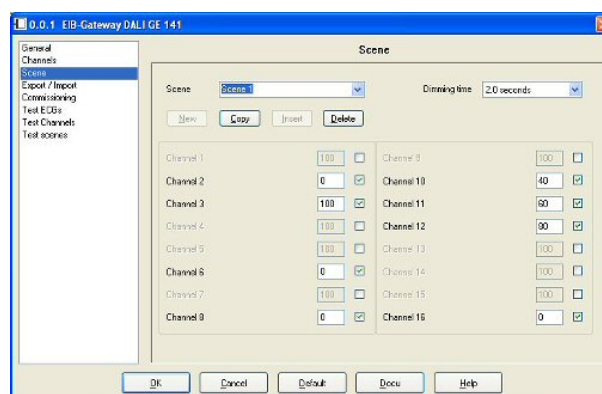 0.0.1 EIB-Gateway DALI GE 141
General
Channels
Scene
Export / Import
Commissioning
Test ECGs
Test Channels
Test scenes
Scene
Scene Scene 1 Dimming time 2.0 seconds
New Copy Insert Delete
Channel 1 100 Channel 9 100
Channel 2 0 Channel 10 40
Channel 3 100 Channel 11 60
Channel 4 100 Channel 12 80
Channel 5 100 Channel 13 100
Channel 6 0 Channel 14 100
Channel 7 100 Channel 15 100
Channel 8 0 Channel 16 0
OK Cancel Default Docu Help